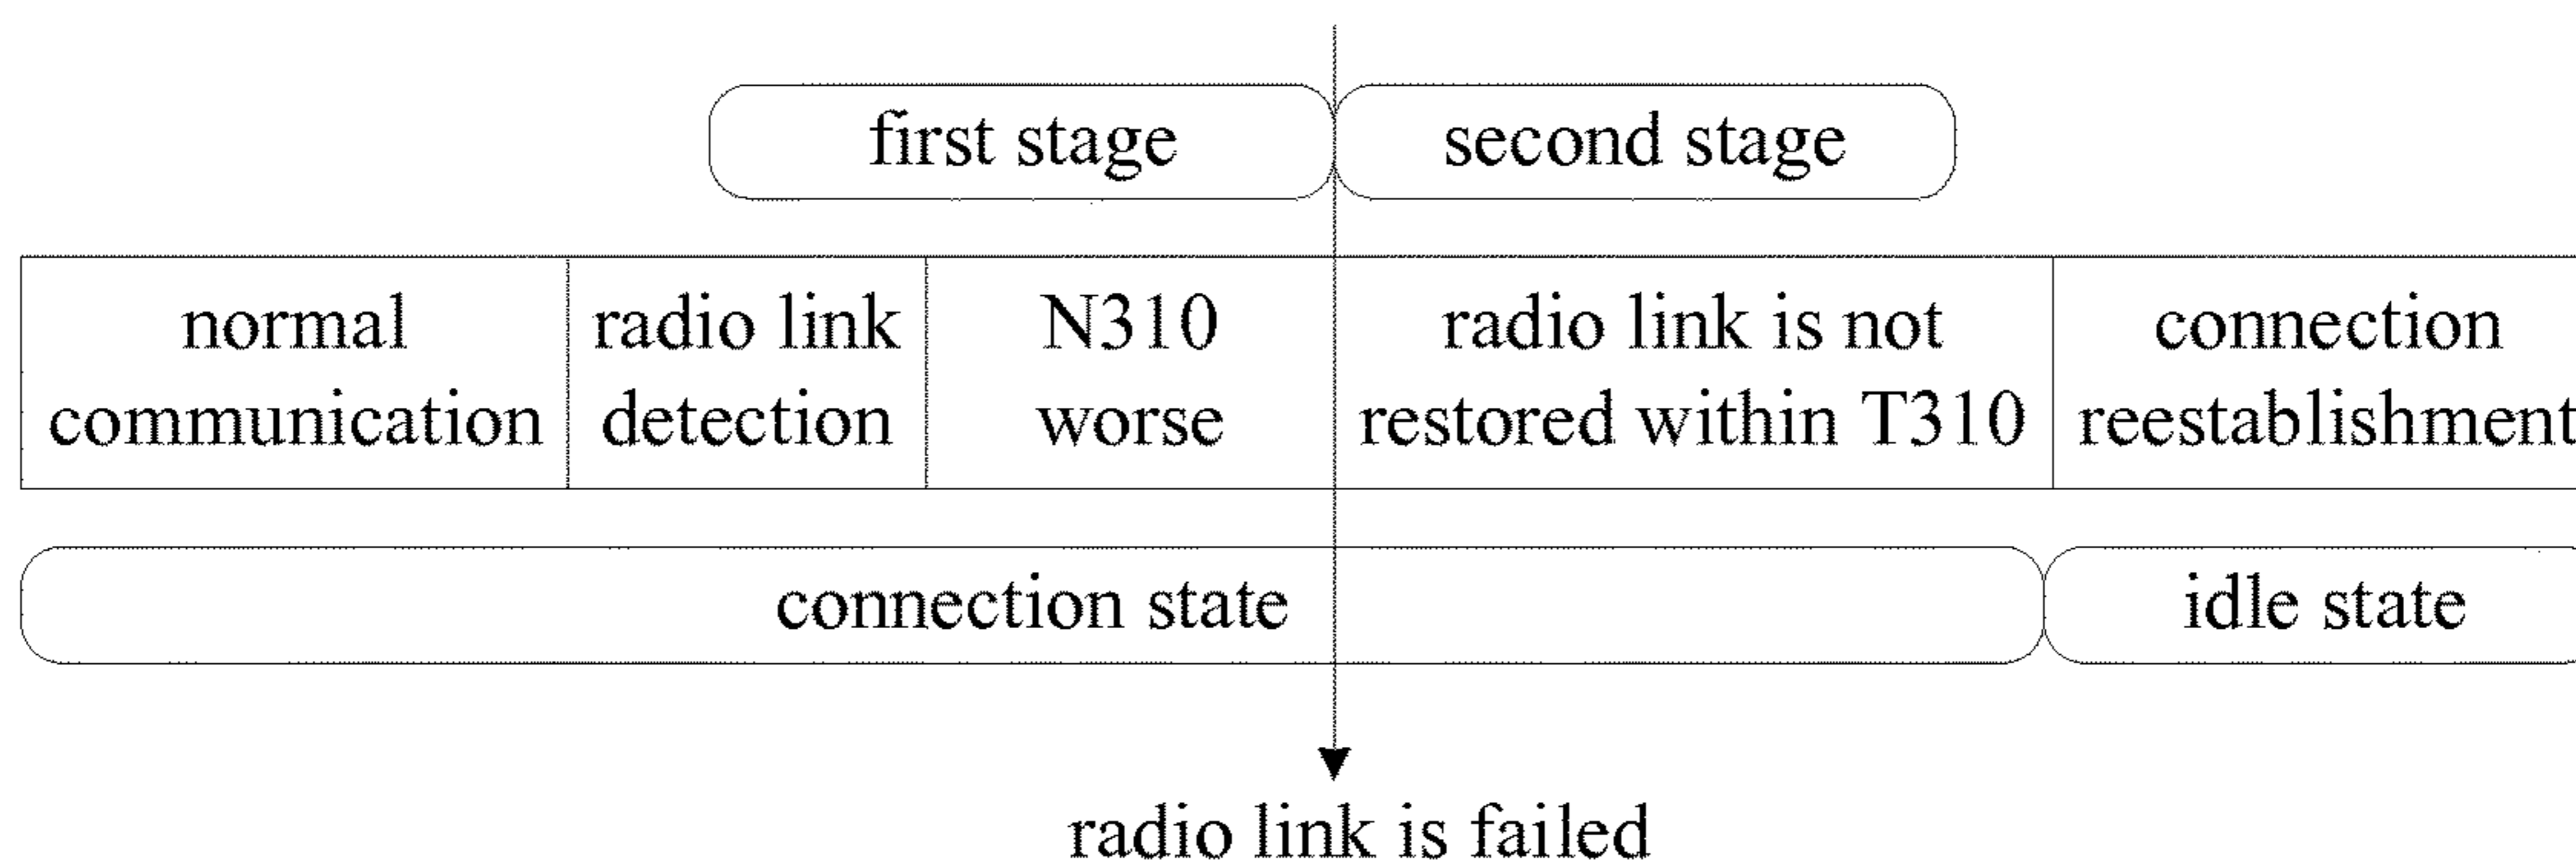 first stage
second stage
normal
communication
radio link
detection
N310
worse
radio link is not
restored within T310
connection
reestablishment
connection state
idle state
radio link is failed